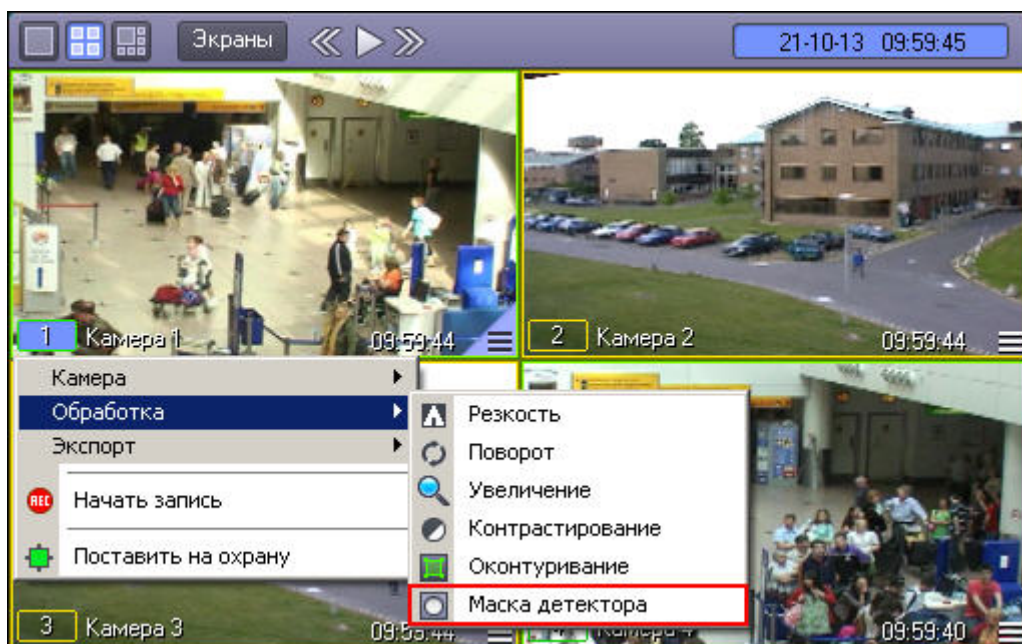 Экраны
21-10-13 09:59:45
1 Камера 1 09:59:44
2 Камера 2 09:59:44
Камера
Обработка
Экспорт
REC Начать запись
Поставить на охрану
Резкость
Поворот
Увеличение
Контрастирование
Оконтуривание
Маска детектора
3 Камера 3
09:59:40